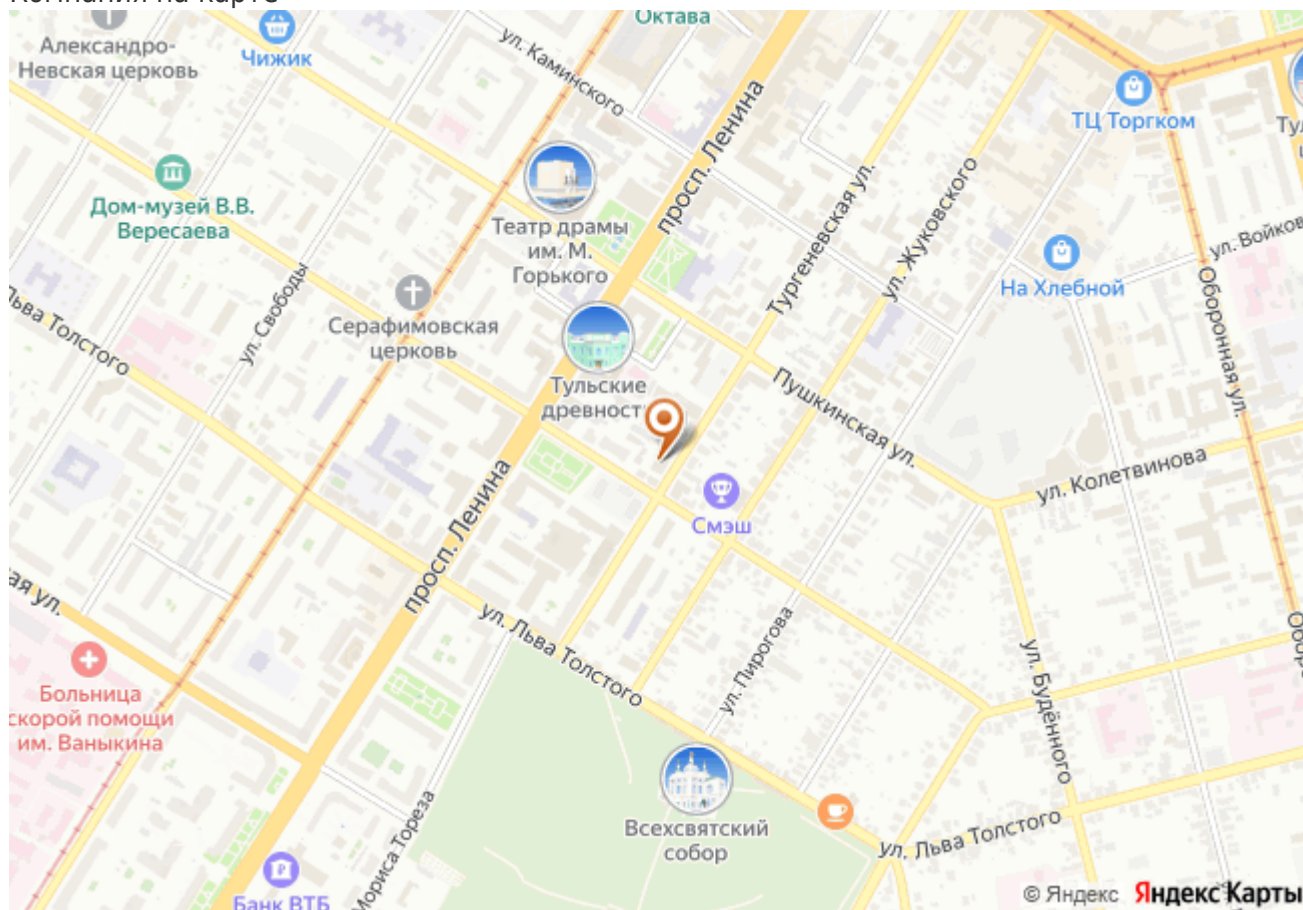 Компания на карте
Октава
Александро-
Невская церковь
Чижик
ул. Каминского
просп. Ленина
ТЦ Торгком
Дом-музей В.В.
Вересаева
Театр драмы
им. М.
Горького
Тургеневская ул.
ул. Жуковского
На Хлебной
Оборонная ул.
ул. Свободы
Серафимовская
церковь
Льва Толстого
Тульские
Пушкинская ул.
ул. Колетвинова
Смэш
просп. Ленина
ул. Льва Толстого
ул. Пирогова
ул. Будённого
Больница
скорой помощи
им. Ваныкина
Всехсвятский
собор
ул. Льва Толстого
Мориса Тореза
Банк ВТБ
© Яндекс Яндекс Карты